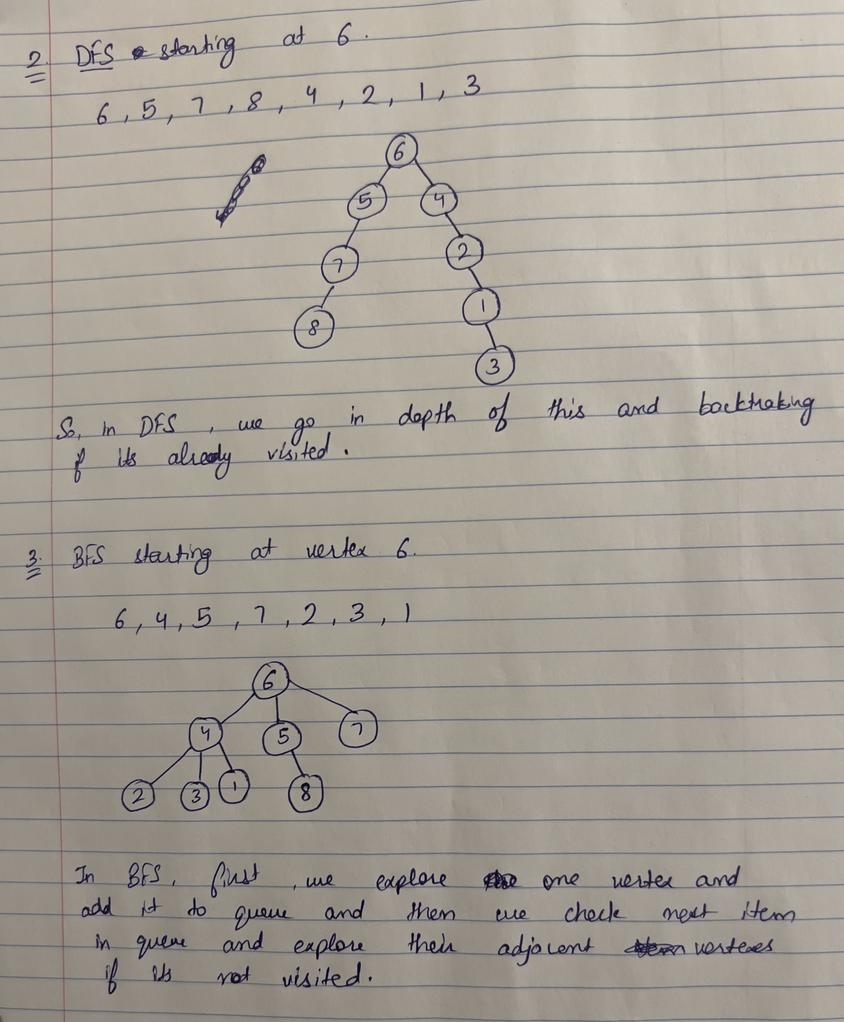 2. DFS starting at 6.
6, 5, 7, 8, 4, 2, 1, 3
6
5 4
7 2
8 1
3
So, in DFS, we go in depth of this and backtraking
if its already visited.
3. BFS starting at vertex 6.
6, 4, 5, 7, 2, 3, 1
6
4 5 7
2 3 1 8
In BFS, first, we explore one vertex and
add it to queue and then we check next item
in queue and explore their adjacent vertexes
if its not visited.